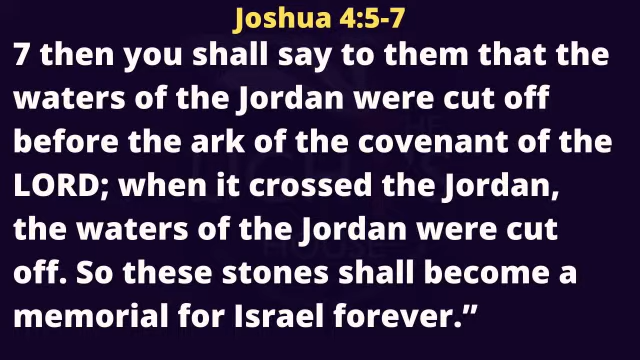 Joshua 4:5-7
7 then you shall say to them that the
waters of the Jordan were cut off
before the ark of the covenant of the
LORD; when it crossed the Jordan,
the waters of the Jordan were cut
off. So these stones shall become a
memorial for Israel forever.”